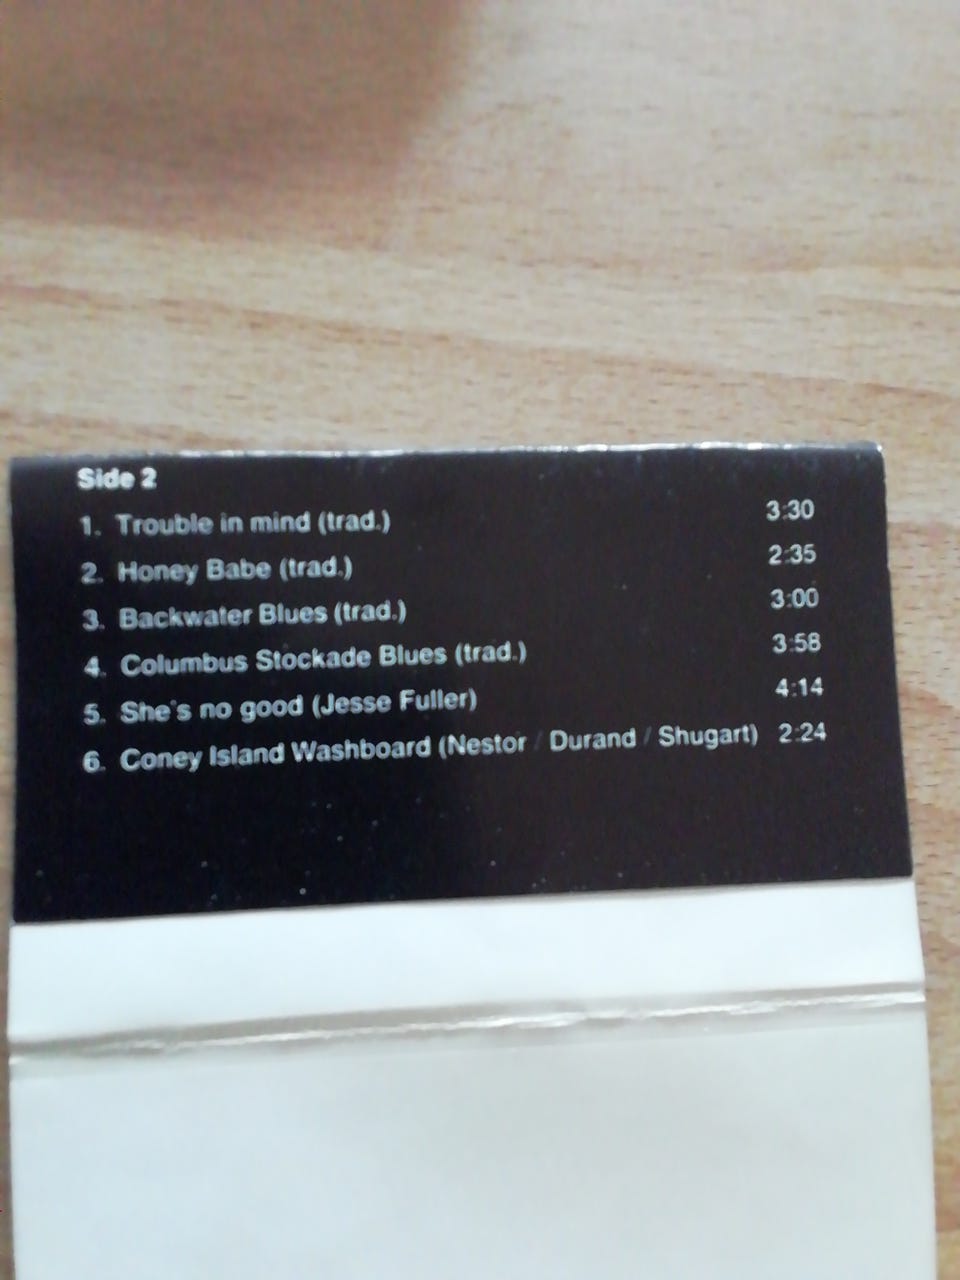 Side 2
1. Trouble in mind (trad.) 3:30
2. Honey Babe (trad.) 2:35
3. Backwater Blues (trad.) 3:00
4. Columbus Stockade Blues (trad.) 3:58
5. She's no good (Jesse Fuller) 4:14
6. Coney Island Washboard (Nestor / Durand / Shugart) 2:24